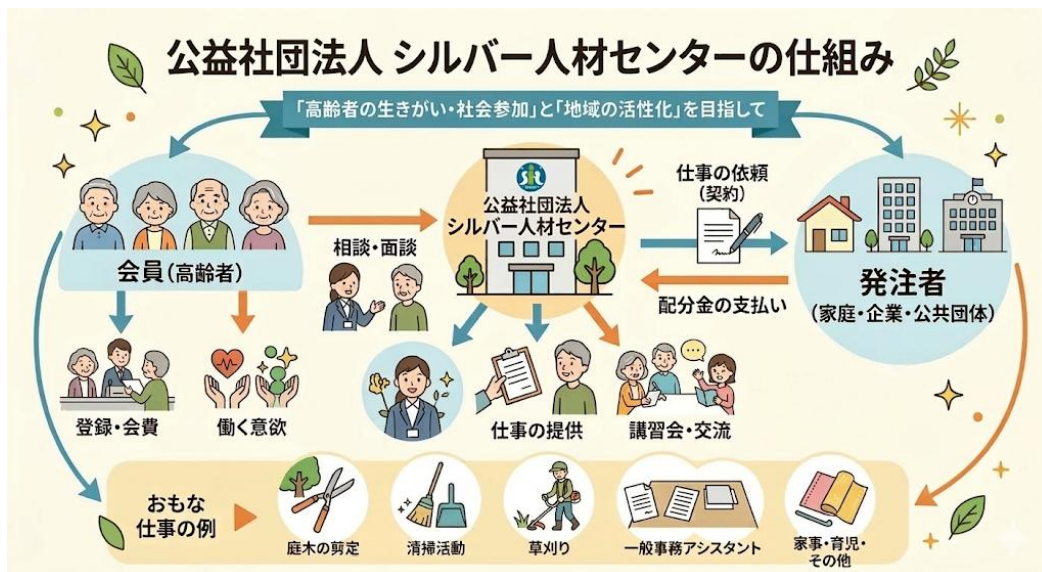 公益社団法人 シルバー人材センターの仕組み
「高齢者の生きがい・社会参加」と「地域の活性化」を目指して
会員(高齢者)
相談・面談
公益社団法人
シルバー人材センター
仕事の依頼
(契約)
配分金の支払い
発注者
(家庭・企業・公共団体)
登録・会費
働く意欲
仕事の提供
講習会・交流
おもな
仕事の例
庭木の剪定
清掃活動
草刈り
一般事務アシスタント
家事・育児・
その他